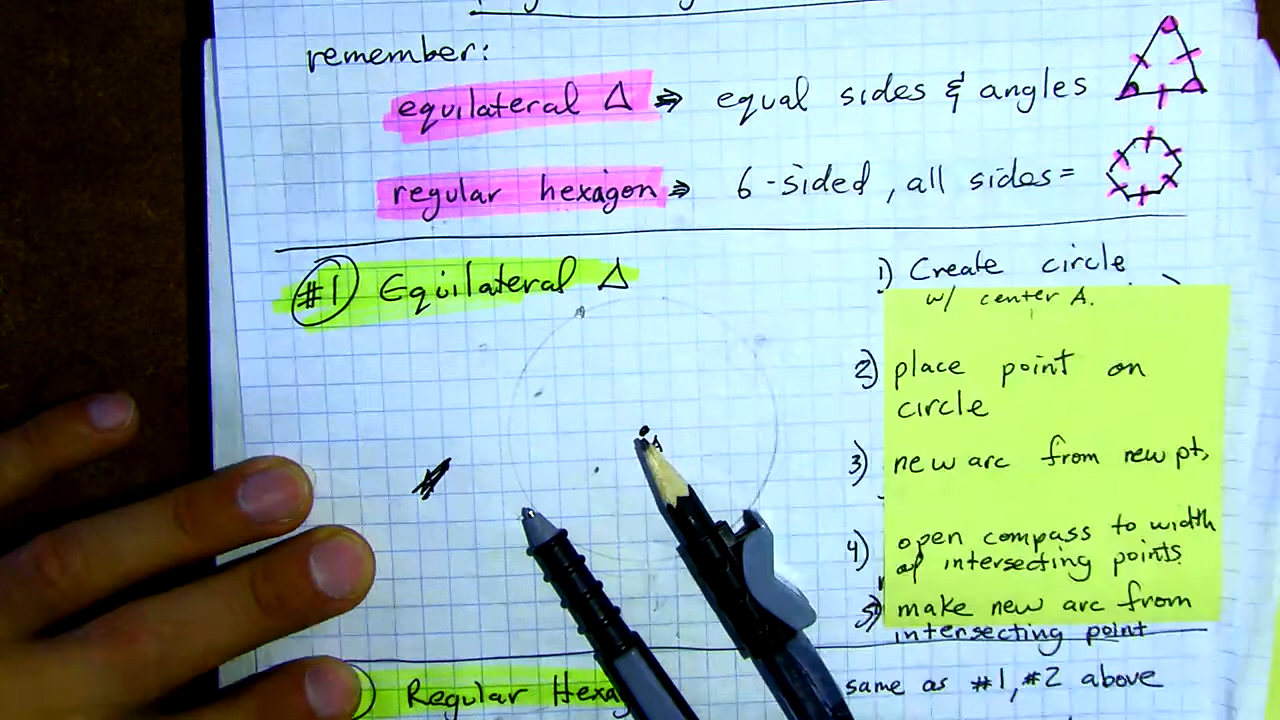 remember:
equilateral Δ ⇒ equal sides & angles
regular hexagon ⇒ 6-sided, all sides =
#1 Equilateral Δ
1) Create circle
w/ center A.
2) place point on
circle
3) new arc from new pt.
4) open compass to width
of intersecting points.
5) make new arc from
intersecting point
A
Regular
same as #1, #2 above